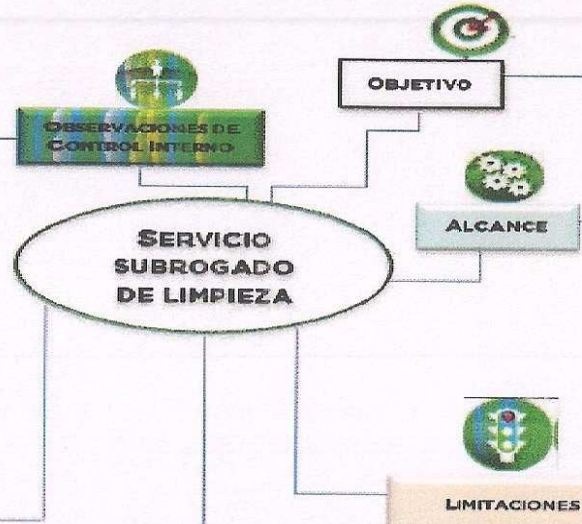 OBJETIVO
OBSERVACIONES DE
CONTROL INTERNO
ALCANCE
SERVICIO
SUBROGADO
DE LIMPIEZA
LIMITACIONES